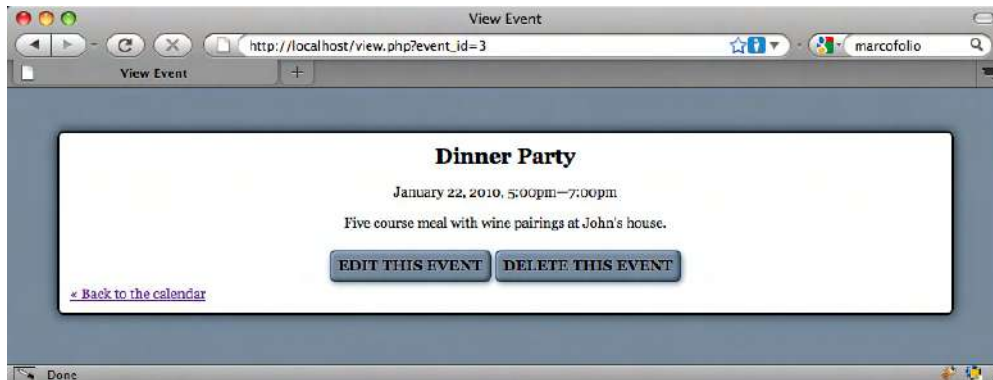 View Event
http://localhost/view.php?event_id=3
marcofolio
View Event
+
Dinner Party
January 22, 2010, 5:00pm—7:00pm
Five course meal with wine pairings at John's house.
EDIT THIS EVENT DELETE THIS EVENT
« Back to the calendar
Done